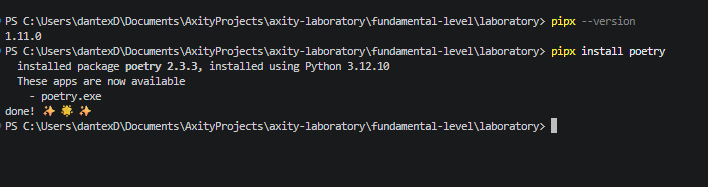 PS C:\Users\dantexD\Documents\AxityProjects\axity-laboratory\fundamental-level\laboratory> pipx --version
1.11.0
PS C:\Users\dantexD\Documents\AxityProjects\axity-laboratory\fundamental-level\laboratory> pipx install poetry
  installed package poetry 2.3.3, installed using Python 3.12.10
  These apps are now available
    - poetry.exe
done! ✨ 🌟 ✨
PS C:\Users\dantexD\Documents\AxityProjects\axity-laboratory\fundamental-level\laboratory>